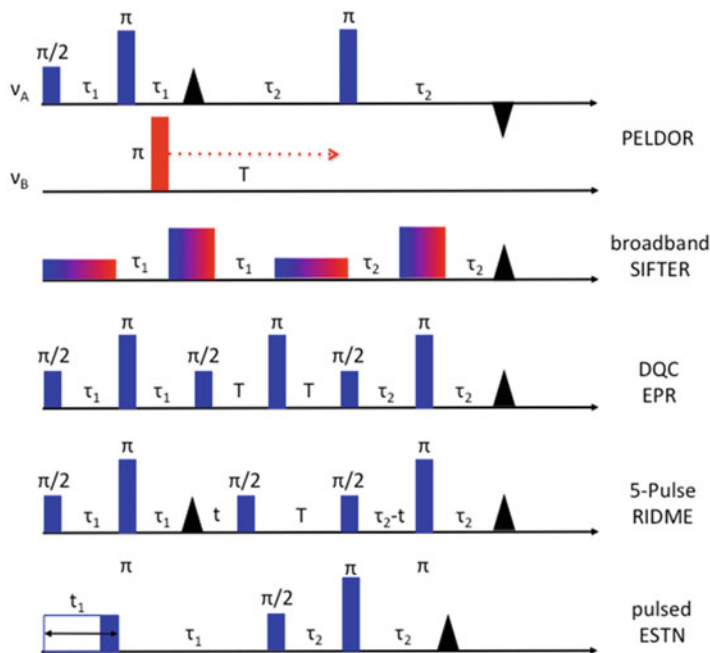 π π
π/2
τ₁ τ₁ τ₂ τ₂
ν_A
PELDOR
π
T
ν_B
broadband
SIFTER
τ₁ τ₁ τ₂ τ₂
π π π
π/2 π/2 π/2
DQC
EPR
τ₁ τ₁ T T τ₂ τ₂
π π
π/2 π/2 π/2
5-Pulse
RIDME
τ₁ τ₁ t T τ₂-t τ₂
π π π
t₁
π/2
pulsed
ESTN
τ₁ τ₂ τ₂